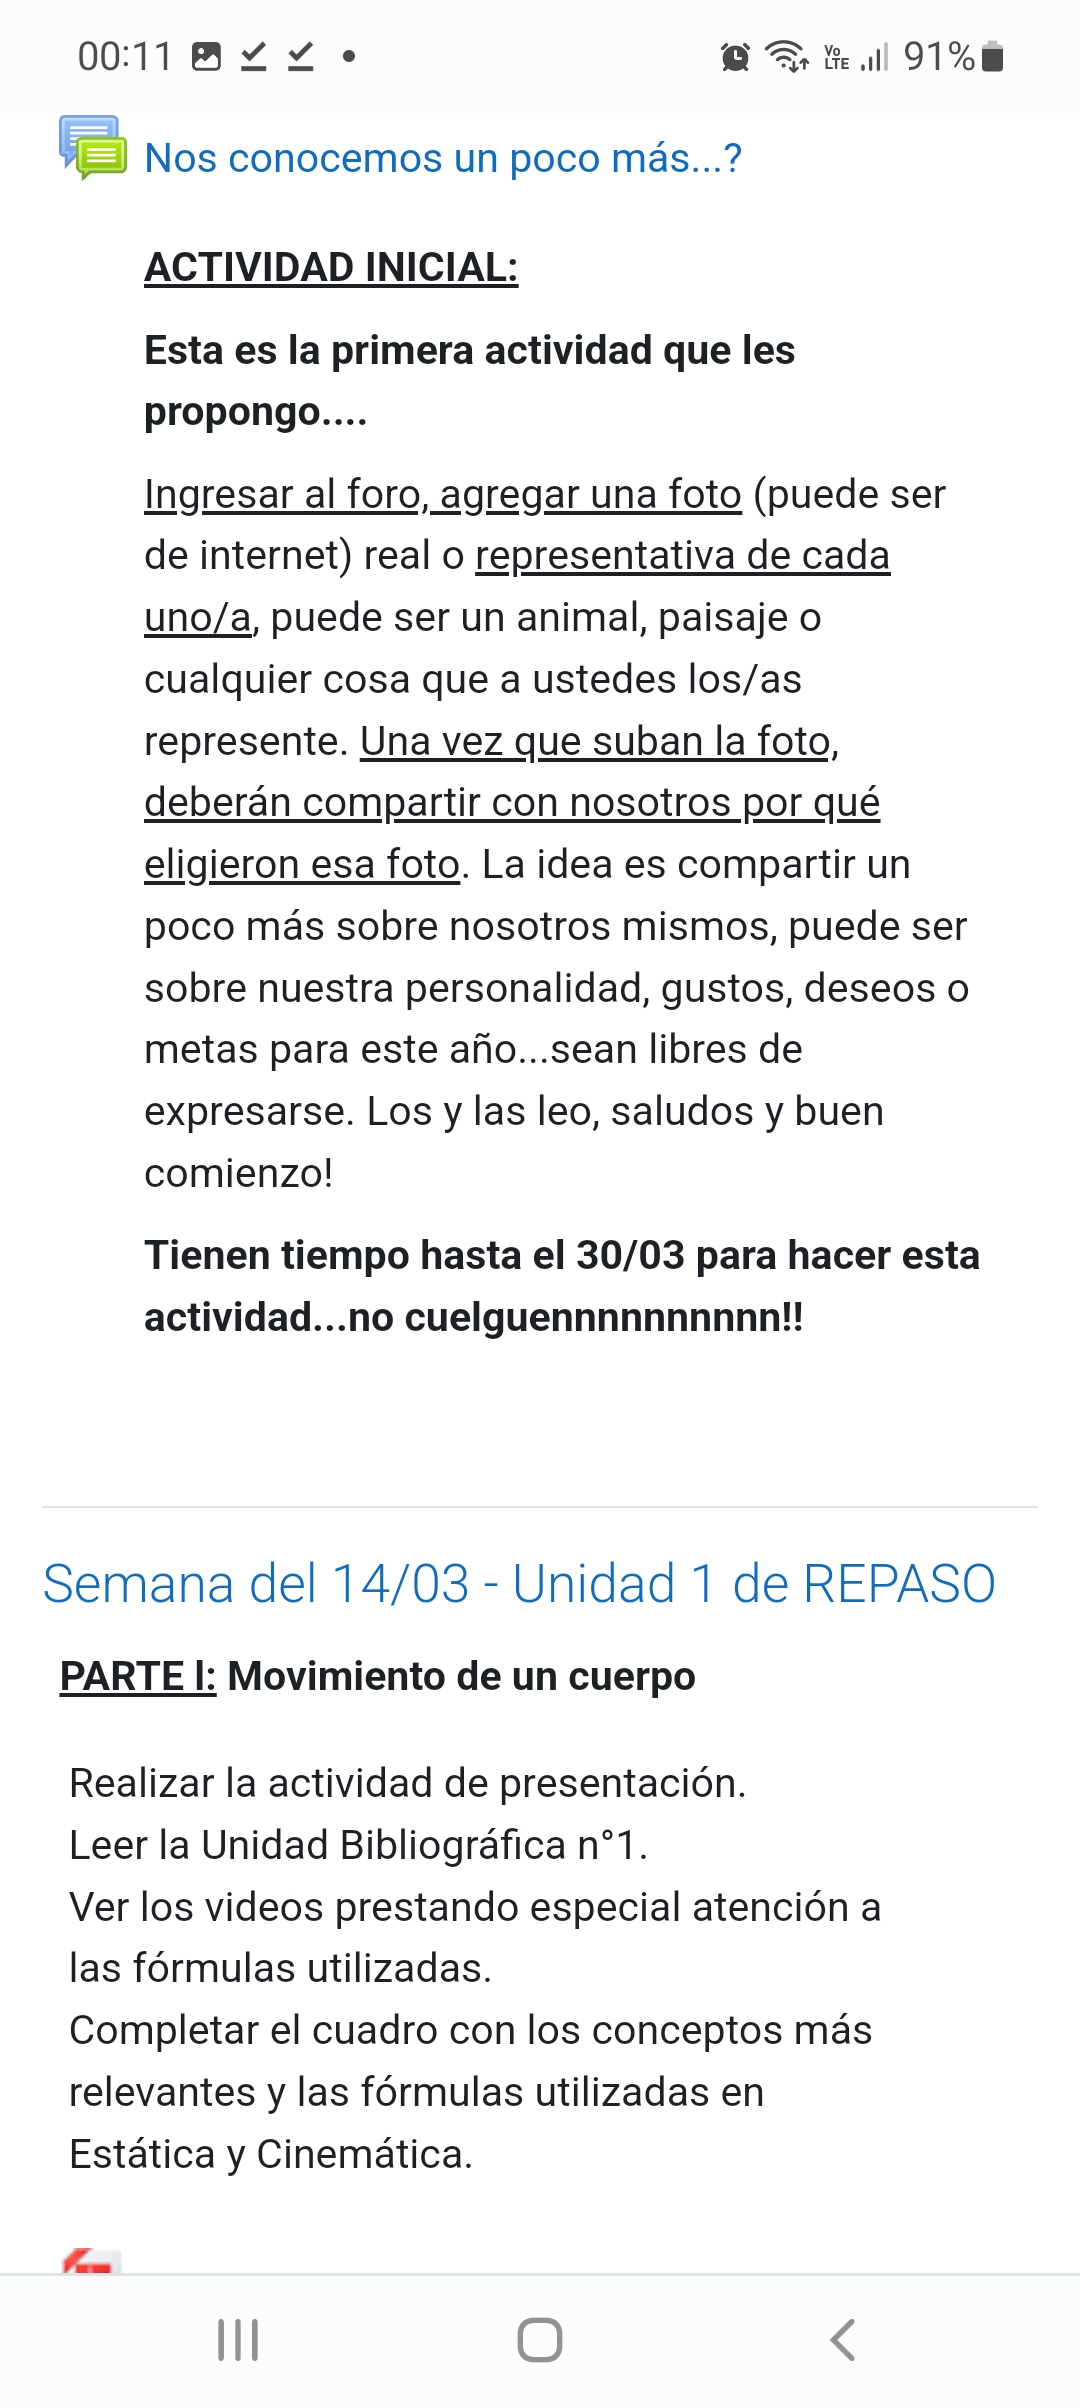 00:11
Vo LTE 91%
Nos conocemos un poco más...?
ACTIVIDAD INICIAL:
Esta es la primera actividad que les
propongo....
Ingresar al foro, agregar una foto (puede ser
de internet) real o representativa de cada
uno/a, puede ser un animal, paisaje o
cualquier cosa que a ustedes los/as
represente. Una vez que suban la foto,
deberán compartir con nosotros por qué
eligieron esa foto. La idea es compartir un
poco más sobre nosotros mismos, puede ser
sobre nuestra personalidad, gustos, deseos o
metas para este año...sean libres de
expresarse. Los y las leo, saludos y buen
comienzo!
Tienen tiempo hasta el 30/03 para hacer esta
actividad...no cuelguennnnnnnnnn!!
Semana del 14/03 - Unidad 1 de REPASO
PARTE l: Movimiento de un cuerpo
Realizar la actividad de presentación.
Leer la Unidad Bibliográfica n°1.
Ver los videos prestando especial atención a
las fórmulas utilizadas.
Completar el cuadro con los conceptos más
relevantes y las fórmulas utilizadas en
Estática y Cinemática.